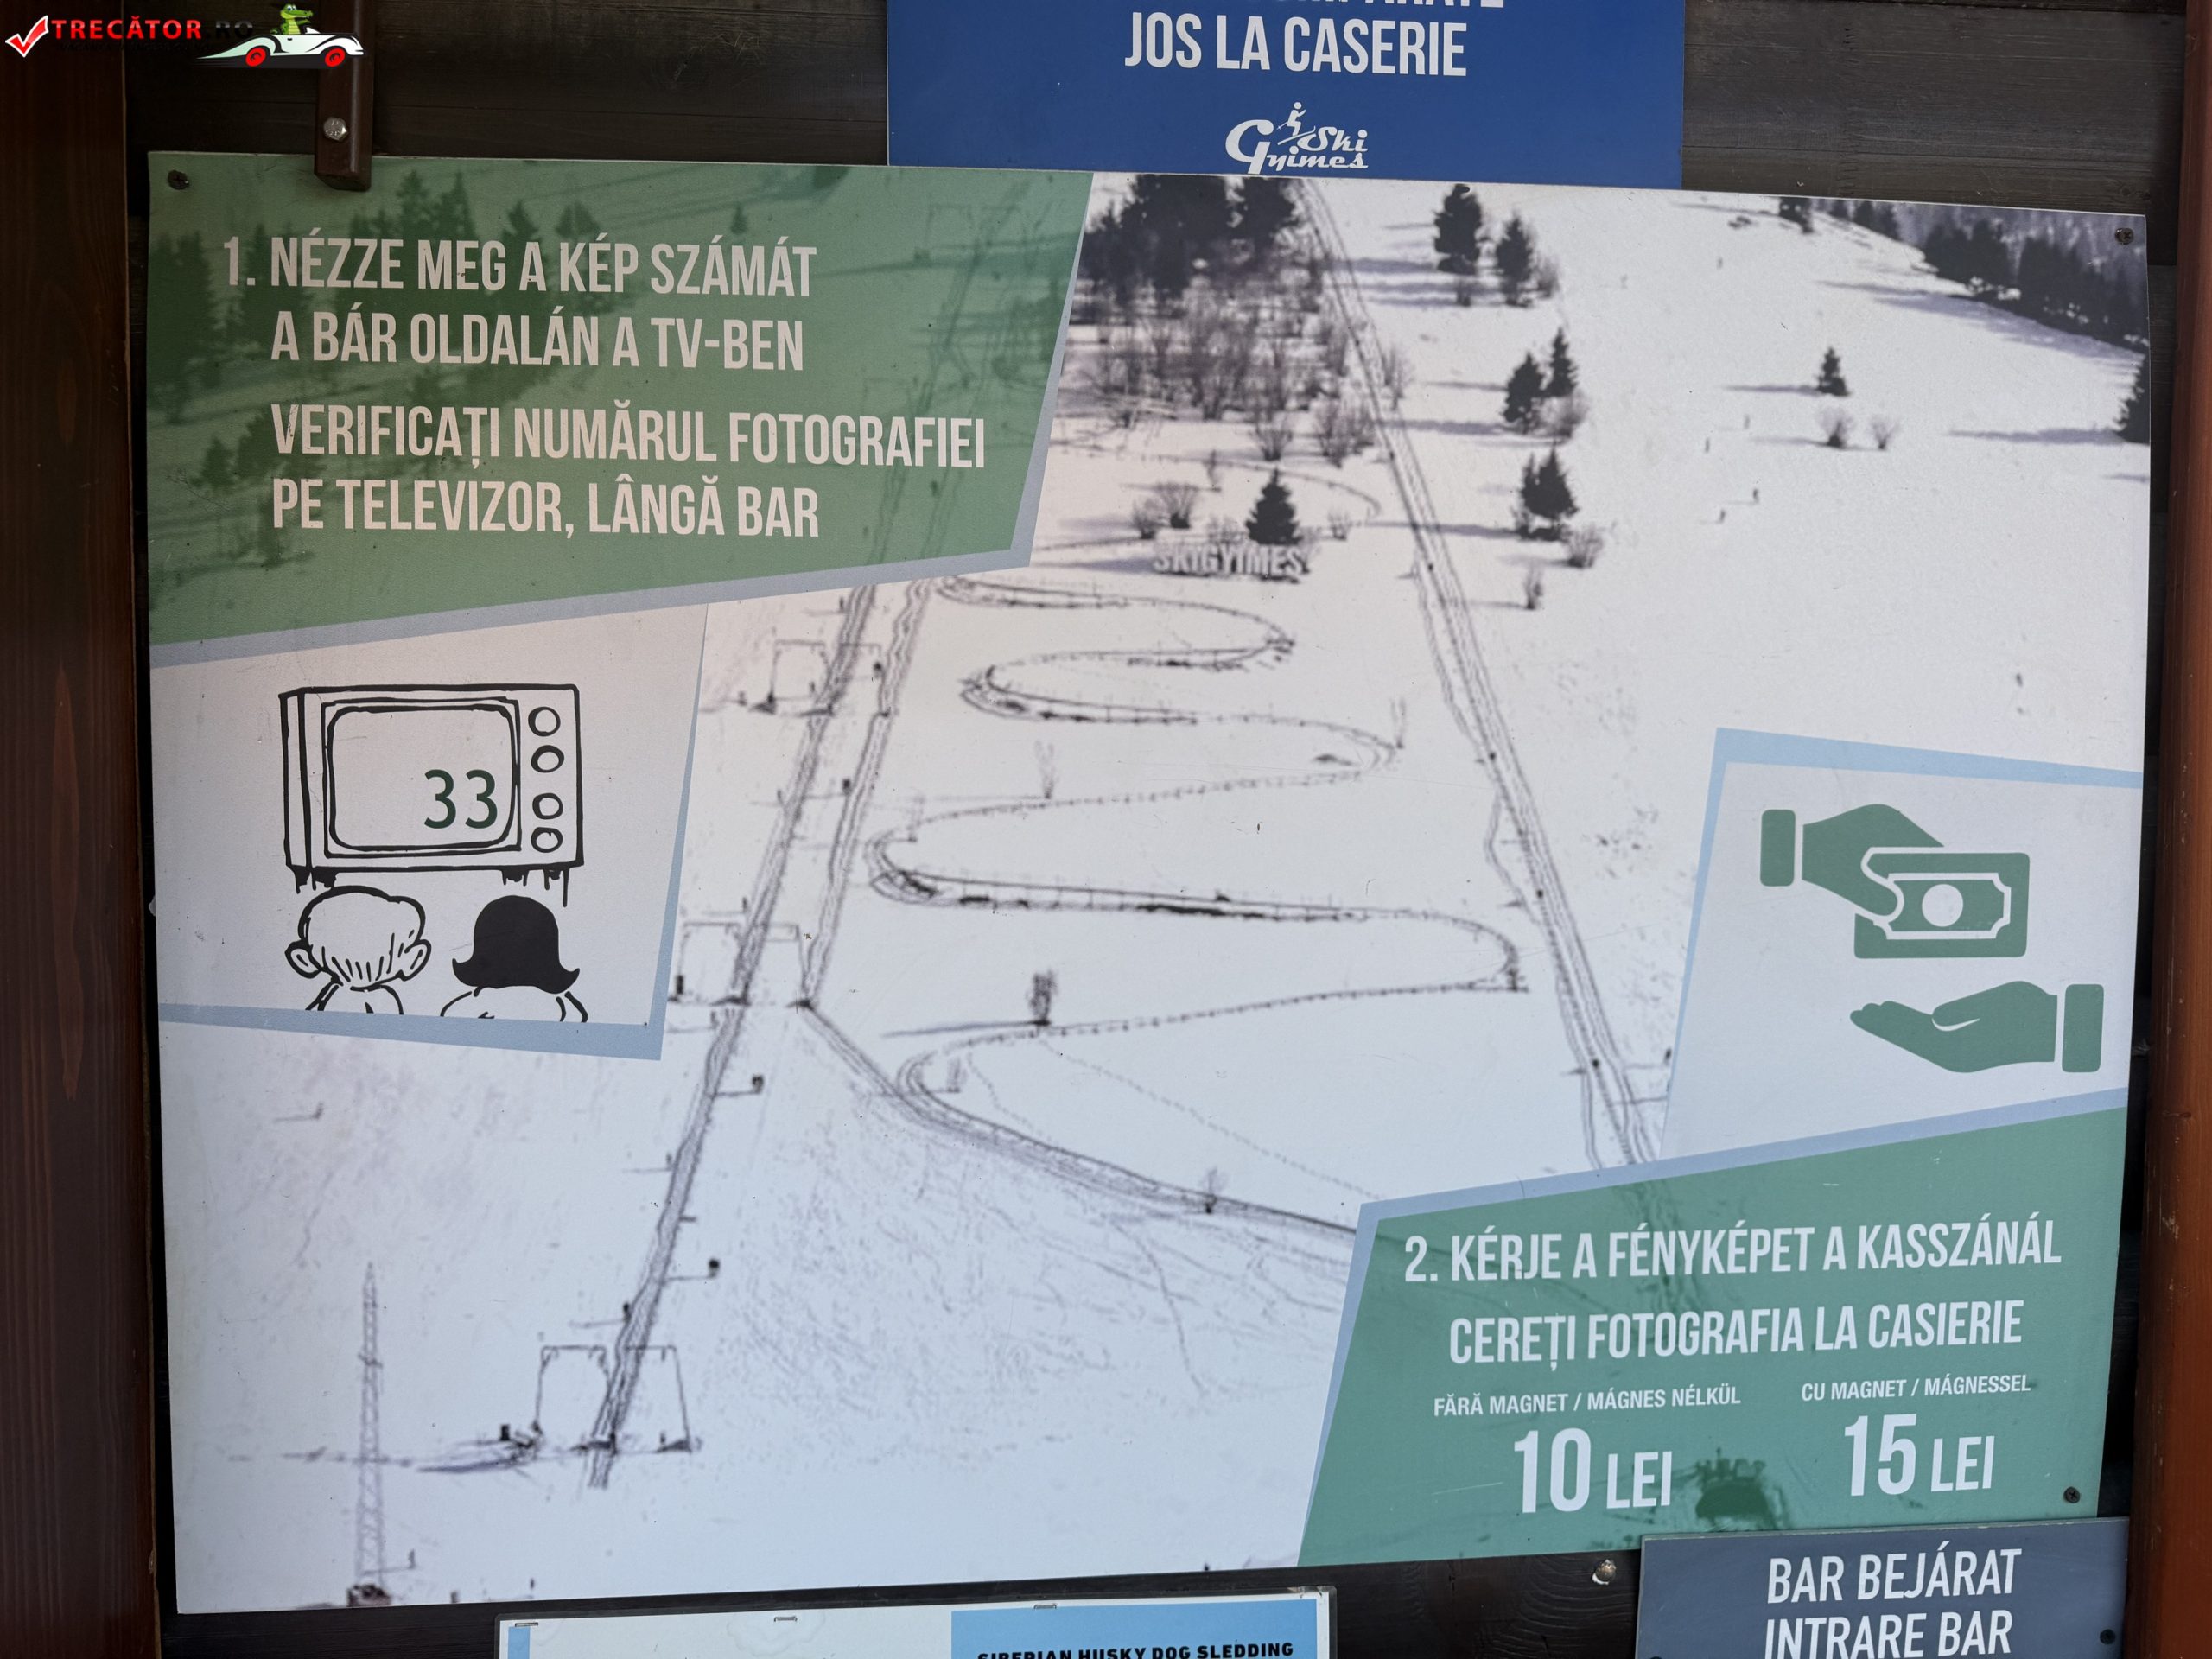 TRECĂTOR.RO
JOS LA CASERIE
Ski
Gyimes
1. NÉZZE MEG A KÉP SZÁMÁT
A BÁR OLDALÁN A TV-BEN
VERIFICAȚI NUMĂRUL FOTOGRAFIEI
PE TELEVIZOR, LÂNGĂ BAR
SKIGYIMES
33
2. KÉRJE A FÉNYKÉPET A KASSZÁNÁL
CEREȚI FOTOGRAFIA LA CASIERIE
FĂRĂ MAGNET / MÁGNES NÉLKÜL
10 LEI
CU MAGNET / MÁGNESSEL
15 LEI
BAR BEJÁRAT
INTRARE BAR
SIBERIAN HUSKY DOG SLEDDING